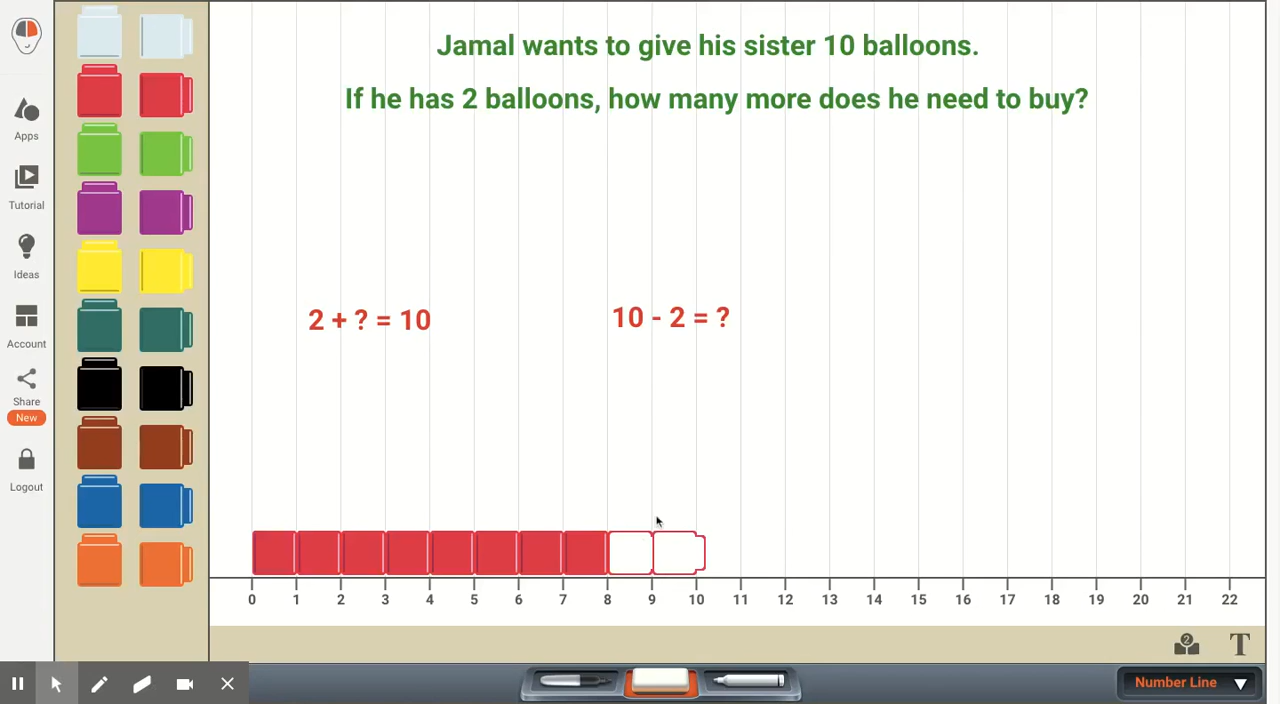 Jamal wants to give his sister 10 balloons.
If he has 2 balloons, how many more does he need to buy?
Apps
Tutorial
Ideas
Account
Share
New
Logout
2 + ? = 10
10 - 2 = ?
0 1 2 3 4 5 6 7 8 9 10 11 12 13 14 15 16 17 18 19 20 21 22
2
T
Number Line